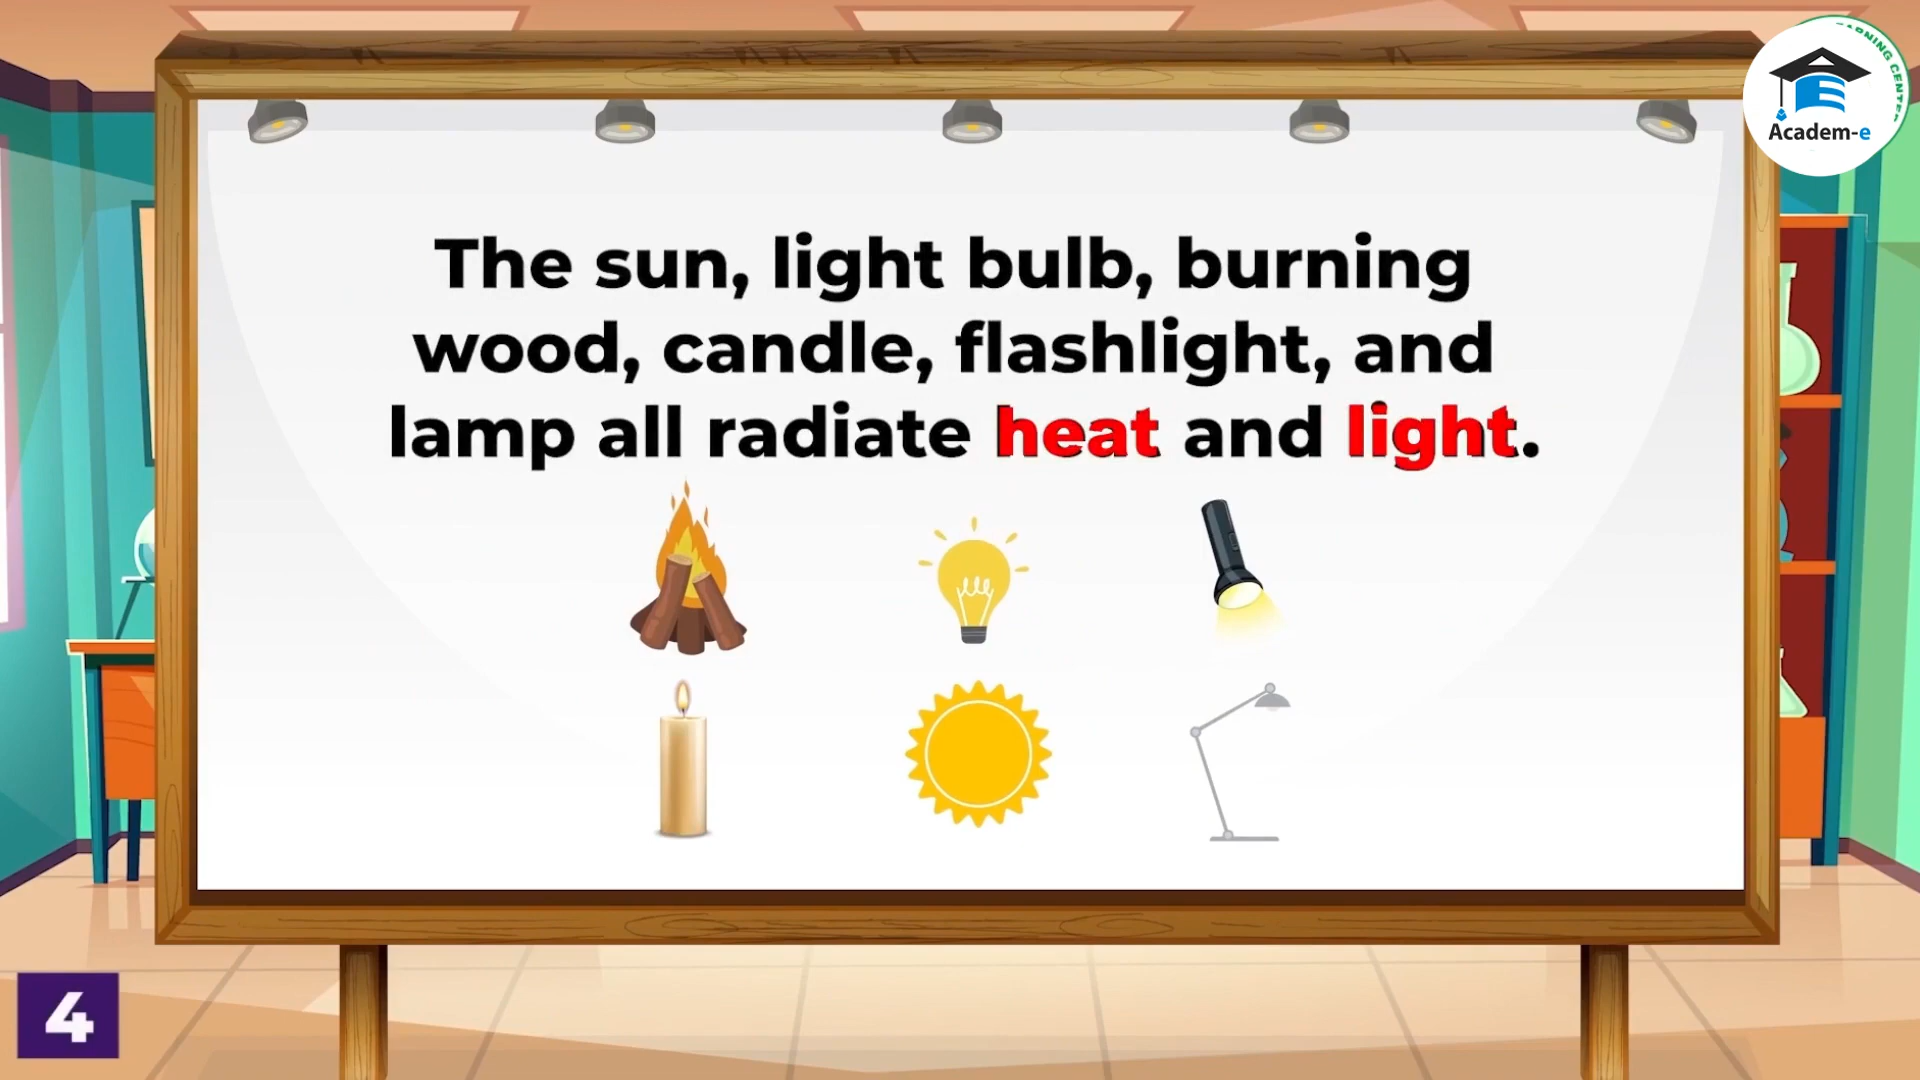 The sun, light bulb, burning
wood, candle, flashlight, and
lamp all radiate heat and light.
Academ-e
4